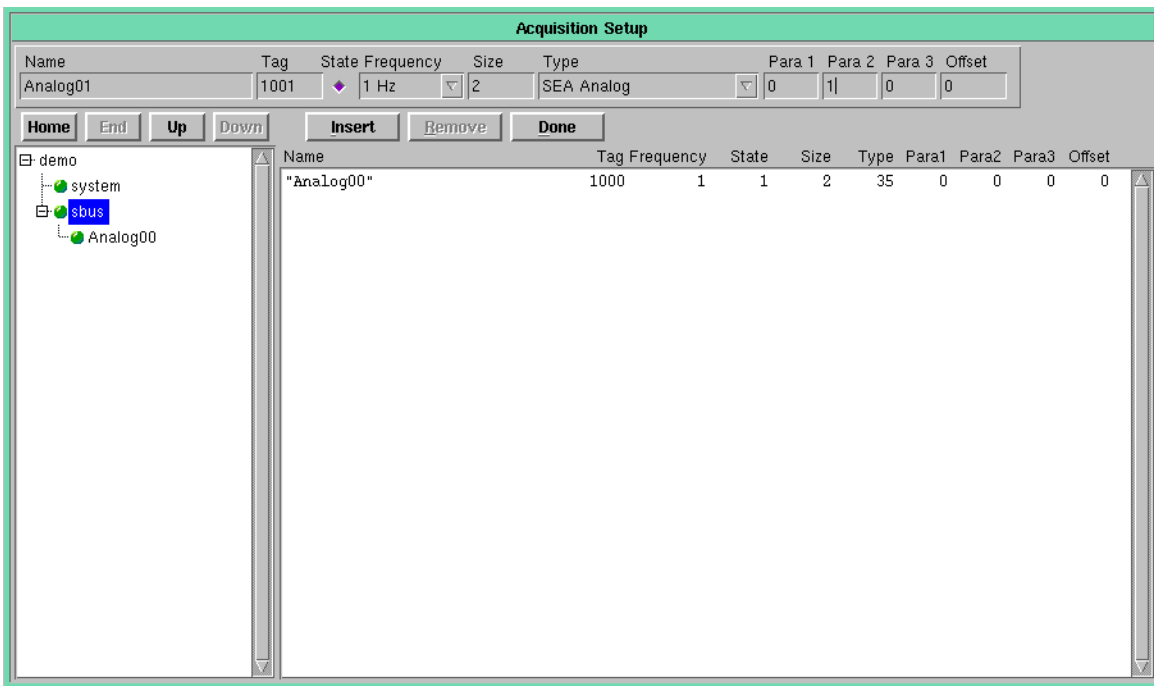 Acquisition Setup
Name Tag State Frequency Size Type Para 1 Para 2 Para 3 Offset
Analog01 1001 1 Hz 2 SEA Analog 0 1 0 0
Home End Up Down Insert Remove Done
demo
system
sbus
Analog00
Name Tag Frequency State Size Type Para1 Para2 Para3 Offset
"Analog00" 1000 1 1 2 35 0 0 0 0